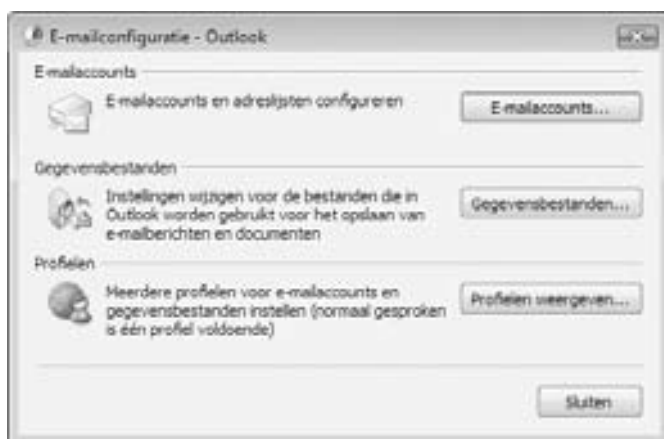 E-mailconfiguratie - Outlook
E-mailaccounts
E-mailaccounts en adreslijsten configureren
E-mailaccounts...
Gegevensbestanden
Instellingen wijzigen voor de bestanden die in
Outlook worden gebruikt voor het opslaan van
e-mailberichten en documenten
Gegevensbestanden...
Profielen
Meerdere profielen voor e-mailaccounts en
gegevensbestanden instellen (normaal gesproken
is één profiel voldoende)
Profielen weergeven...
Sluiten